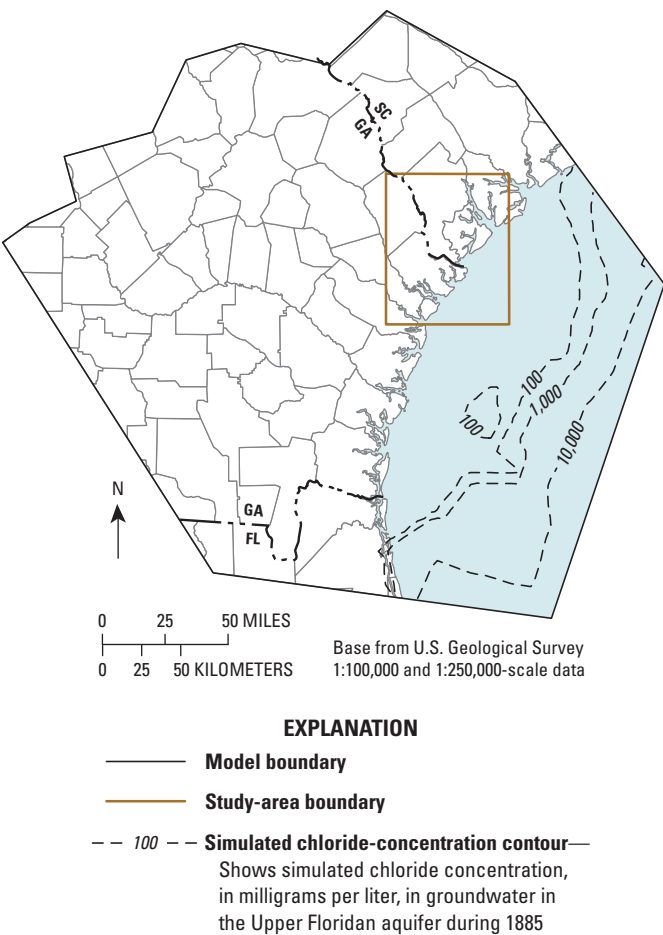 SC
GA
100
100
1,000
10,000
N
GA
FL
0 25 50 MILES
0 25 50 KILOMETERS
Base from U.S. Geological Survey
1:100,000 and 1:250,000-scale data
EXPLANATION
Model boundary
Study-area boundary
100 Simulated chloride-concentration contour—
Shows simulated chloride concentration,
in milligrams per liter, in groundwater in
the Upper Floridan aquifer during 1885